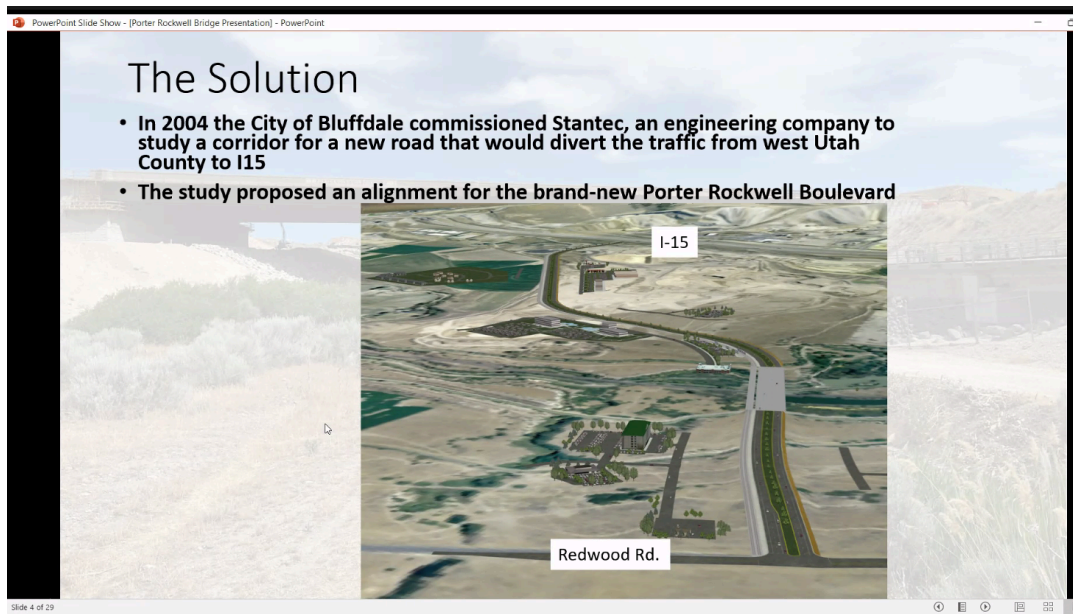 PowerPoint Slide Show - [Porter Rockwell Bridge Presentation] - PowerPoint
The Solution
• In 2004 the City of Bluffdale commissioned Stantec, an engineering company to
study a corridor for a new road that would divert the traffic from west Utah
County to I15
• The study proposed an alignment for the brand-new Porter Rockwell Boulevard
I-15
Redwood Rd.
Slide 4 of 29